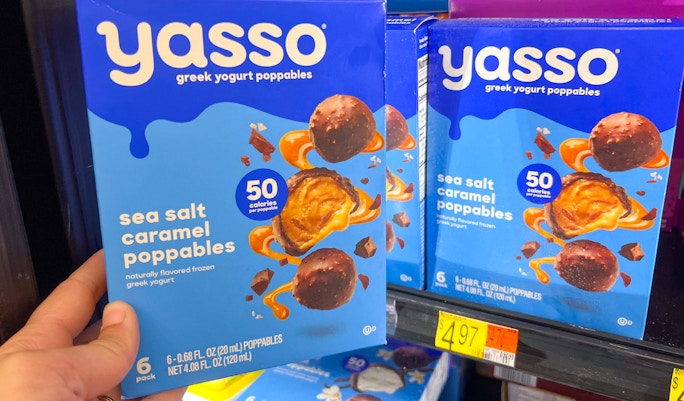 yasso®
greek yogurt poppables
50
calories
per poppable
sea salt
caramel
poppables
naturally flavored frozen
greek yogurt
6
pack
6-0.68 FL. OZ (20 mL) POPPABLES
NET 4.08 FL. OZ (120 mL)
yasso®
greek yogurt poppables
50
calories
per poppable
sea salt
caramel
poppables
naturally flavored frozen
greek yogurt
6
pack
6-0.68 FL. OZ (20 mL) POPPABLES
NET 4.08 FL. OZ (120 mL)
$4.97
50